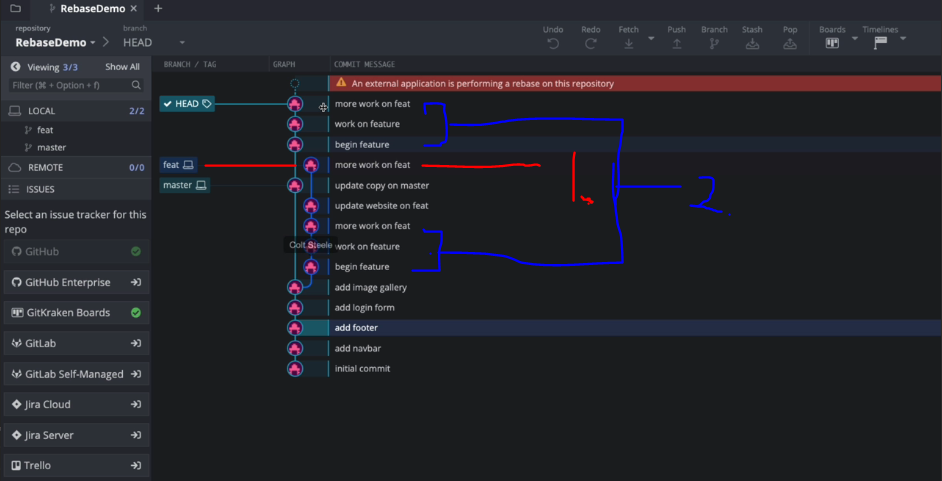 RebaseDemo ×
+
repository
RebaseDemo
branch
HEAD
Undo
Redo
Fetch
Push
Branch
Stash
Pop
Boards
Timelines
Viewing 3/3
Show All
Filter (⌘ + Option + f)
LOCAL 2/2
feat
master
REMOTE 0/0
ISSUES
Select an issue tracker for this
repo
GitHub
GitHub Enterprise
GitKraken Boards
GitLab
GitLab Self-Managed
Jira Cloud
Jira Server
Trello
BRANCH / TAG GRAPH COMMIT MESSAGE
An external application is performing a rebase on this repository
HEAD more work on feat
work on feature
begin feature
feat more work on feat
master update copy on master
update website on feat
more work on feat
Colt Steele work on feature
begin feature
add image gallery
add login form
add footer
add navbar
initial commit
2